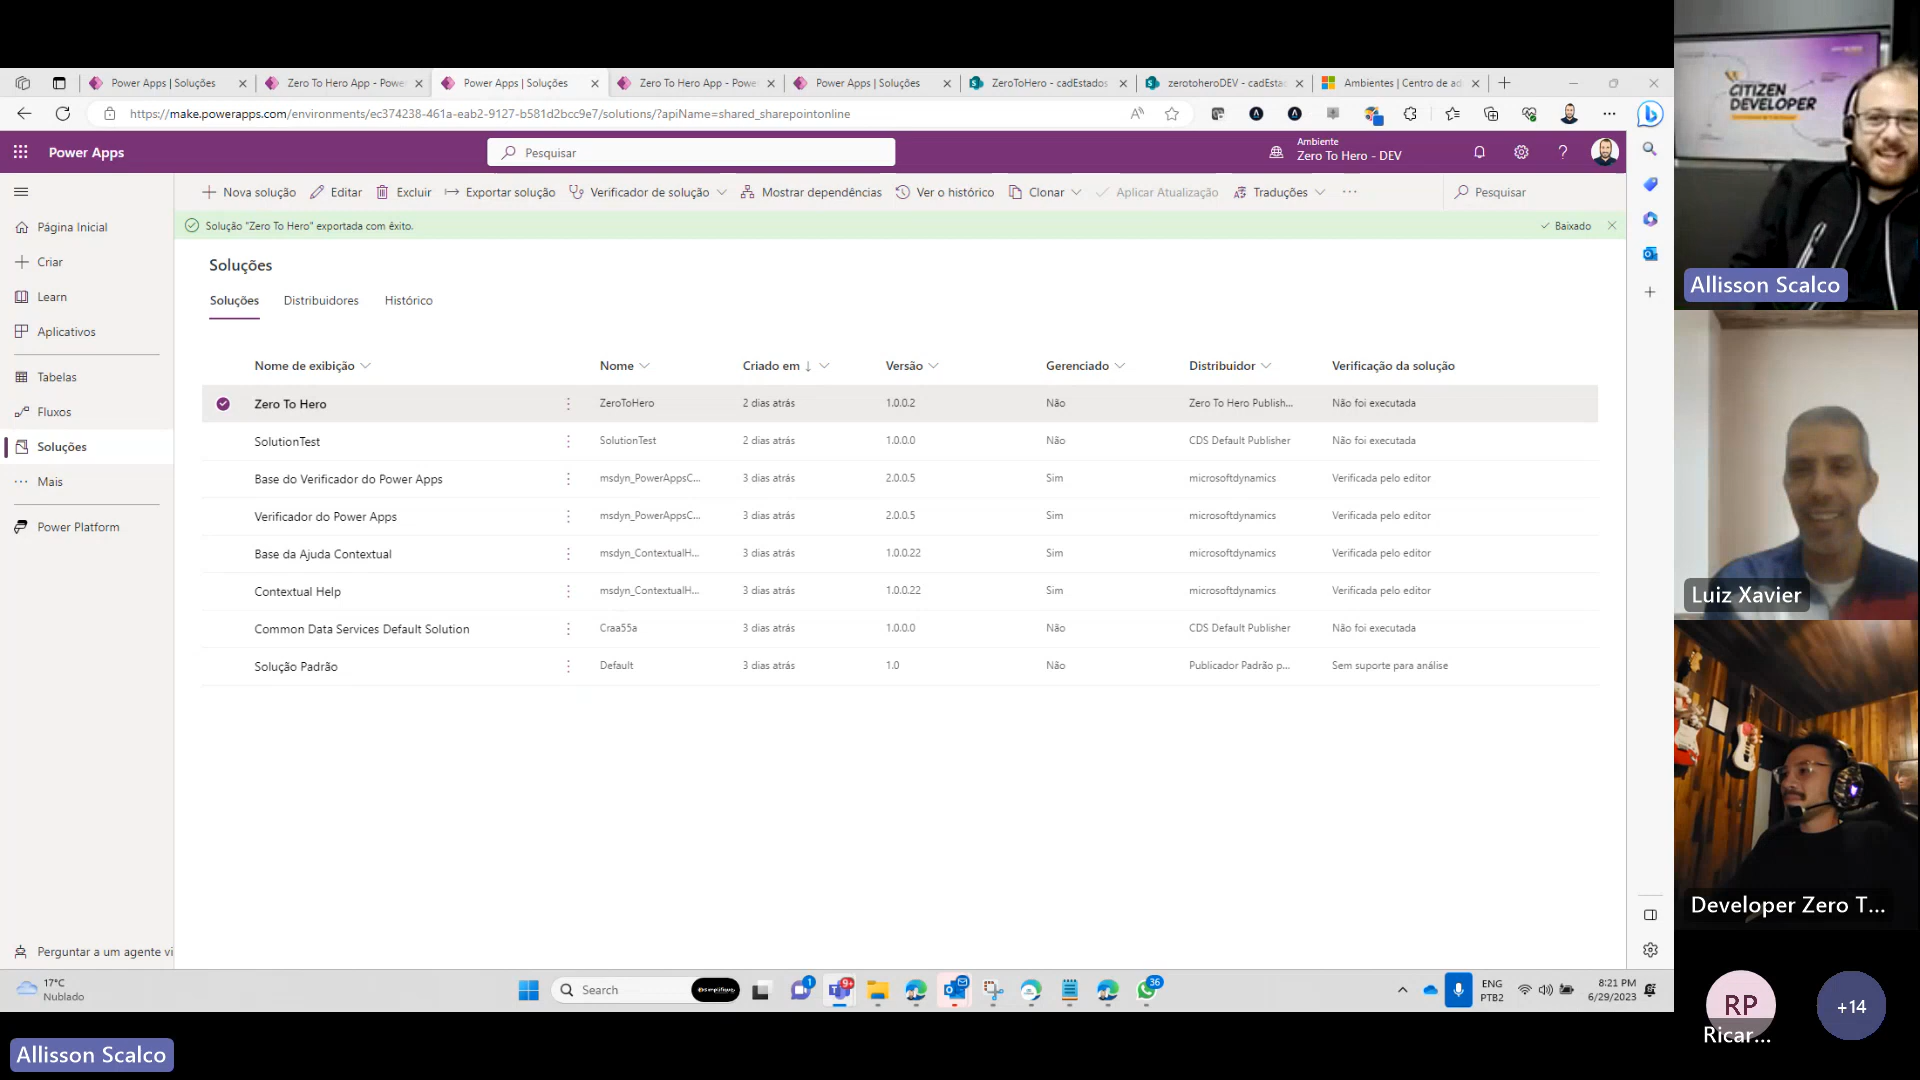 Power Apps | Soluções
Zero To Hero App - Powe
Power Apps | Soluções
Zero To Hero App - Powe
Power Apps | Soluções
ZeroToHero - cadEstados
zerotoheroDEV - cadEsta
Ambientes | Centro de ad
https://make.powerapps.com/environments/ec374238-461a-eab2-9127-b581d2bcc9e7/solutions/?apiName=shared_sharepointonline
Power Apps
Pesquisar
Ambiente
Zero To Hero - DEV
Nova solução
Editar
Excluir
Exportar solução
Verificador de solução
Mostrar dependências
Ver o histórico
Clonar
Aplicar Atualização
Traduções
Pesquisar
Solução "Zero To Hero" exportada com êxito.
Baixado
Página Inicial
Criar
Learn
Aplicativos
Tabelas
Fluxos
Soluções
Mais
Power Platform
Perguntar a um agente vi
Soluções
Soluções Distribuidores Histórico
Nome de exibição Nome Criado em Versão Gerenciado Distribuidor Verificação da solução
Zero To Hero ZeroToHero 2 dias atrás 1.0.0.2 Não Zero To Hero Publish... Não foi executada
SolutionTest SolutionTest 2 dias atrás 1.0.0.0 Não CDS Default Publisher Não foi executada
Base do Verificador do Power Apps msdyn_PowerAppsC... 3 dias atrás 2.0.0.5 Sim microsoftdynamics Verificada pelo editor
Verificador do Power Apps msdyn_PowerAppsC... 3 dias atrás 2.0.0.5 Sim microsoftdynamics Verificada pelo editor
Base da Ajuda Contextual msdyn_ContextualH... 3 dias atrás 1.0.0.22 Sim microsoftdynamics Verificada pelo editor
Contextual Help msdyn_ContextualH... 3 dias atrás 1.0.0.22 Sim microsoftdynamics Verificada pelo editor
Common Data Services Default Solution Craa55a 3 dias atrás 1.0.0.0 Não CDS Default Publisher Não foi executada
Solução Padrão Default 3 dias atrás 1.0 Não Publicador Padrão p... Sem suporte para análise
17°C
Nublado
Search
1
9+
36
ENG
PTB2
8:21 PM
6/29/2023
CITIZEN
DEVELOPER
Allisson Scalco
Luiz Xavier
Developer Zero T...
RP
Ricar...
+14
Allisson Scalco